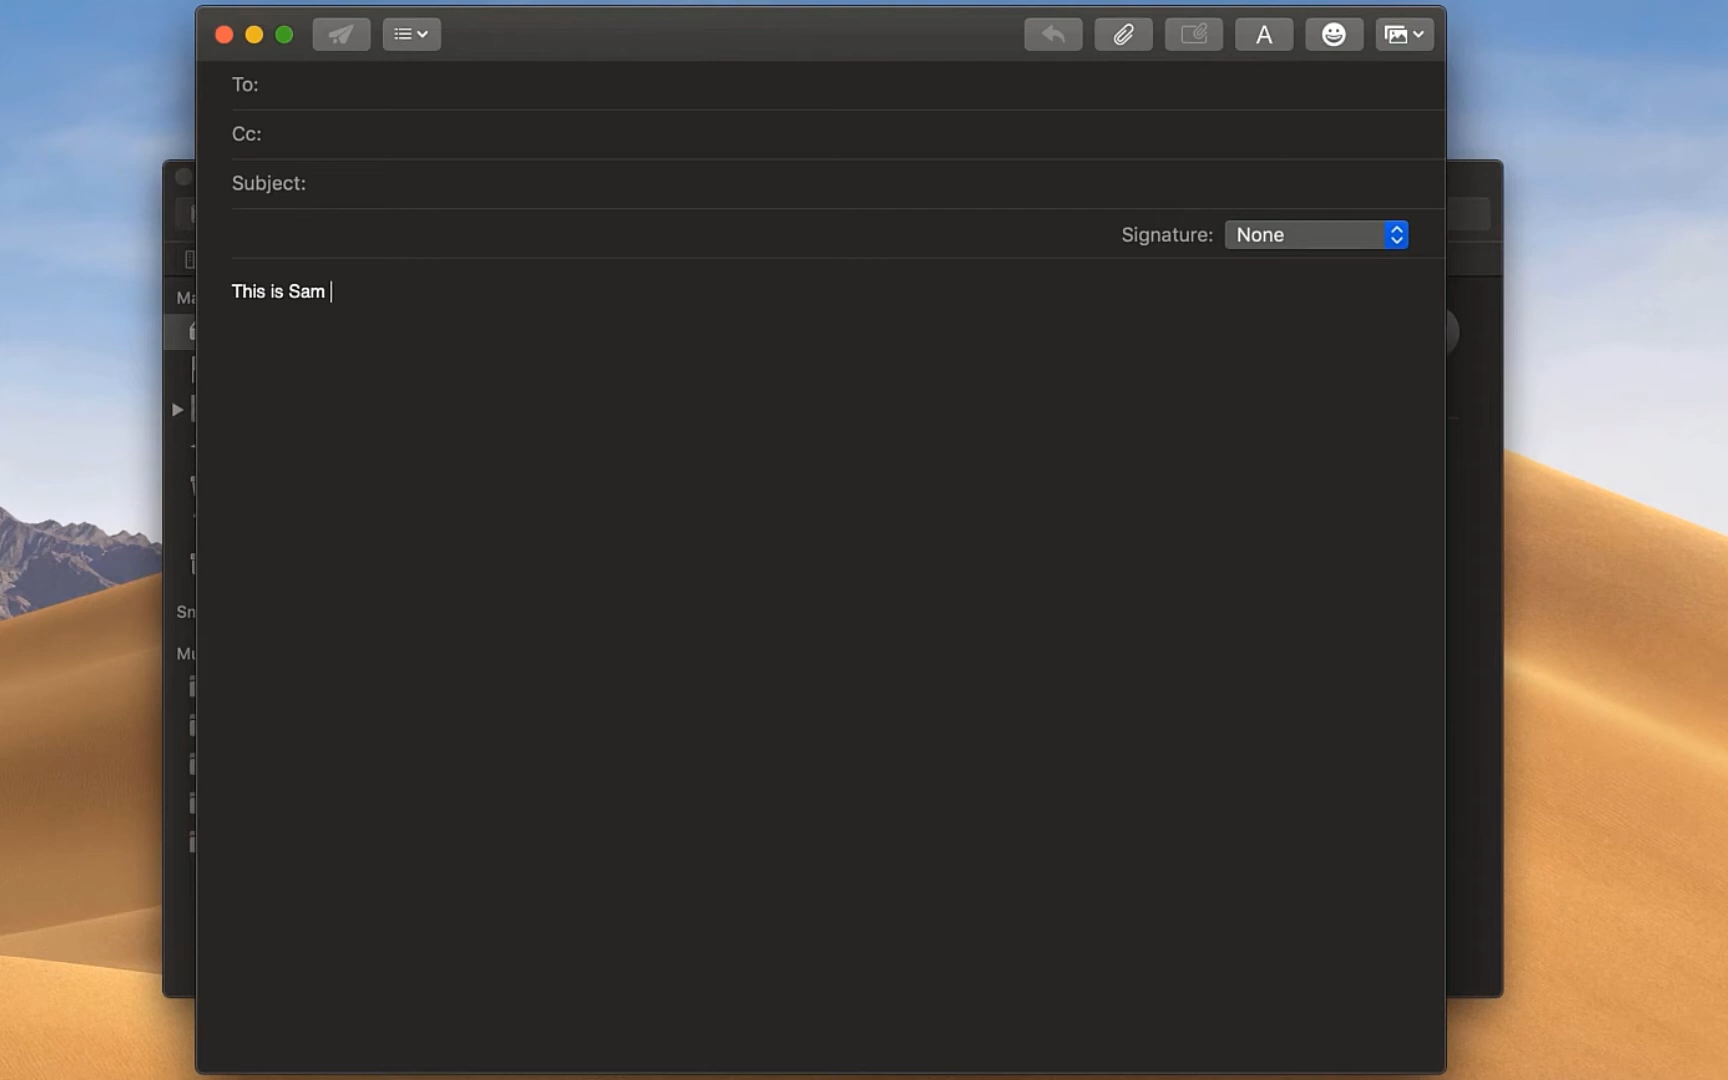 To:
Cc:
Subject:
Signature: None
This is Sam